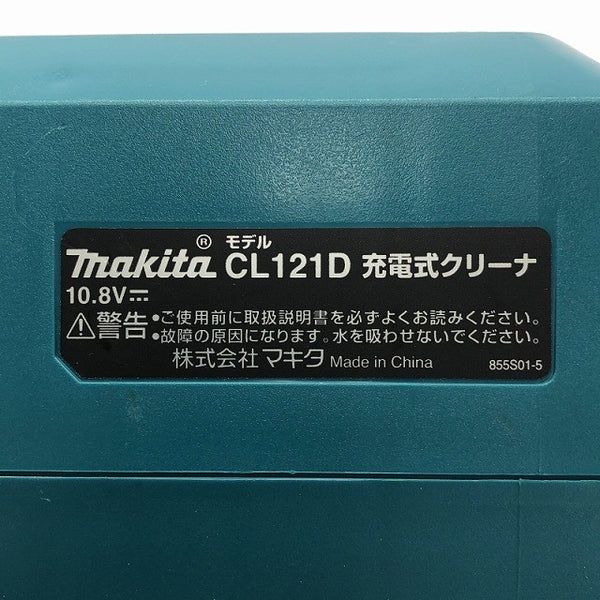 makita® モデル CL121D 充電式クリーナ
10.8V⎓
⚠警告 •ご使用前に取扱説明書を必ずよくお読みください。
•故障の原因になります。水を吸わせないでください。
株式会社マキタ Made in China 855S01-5